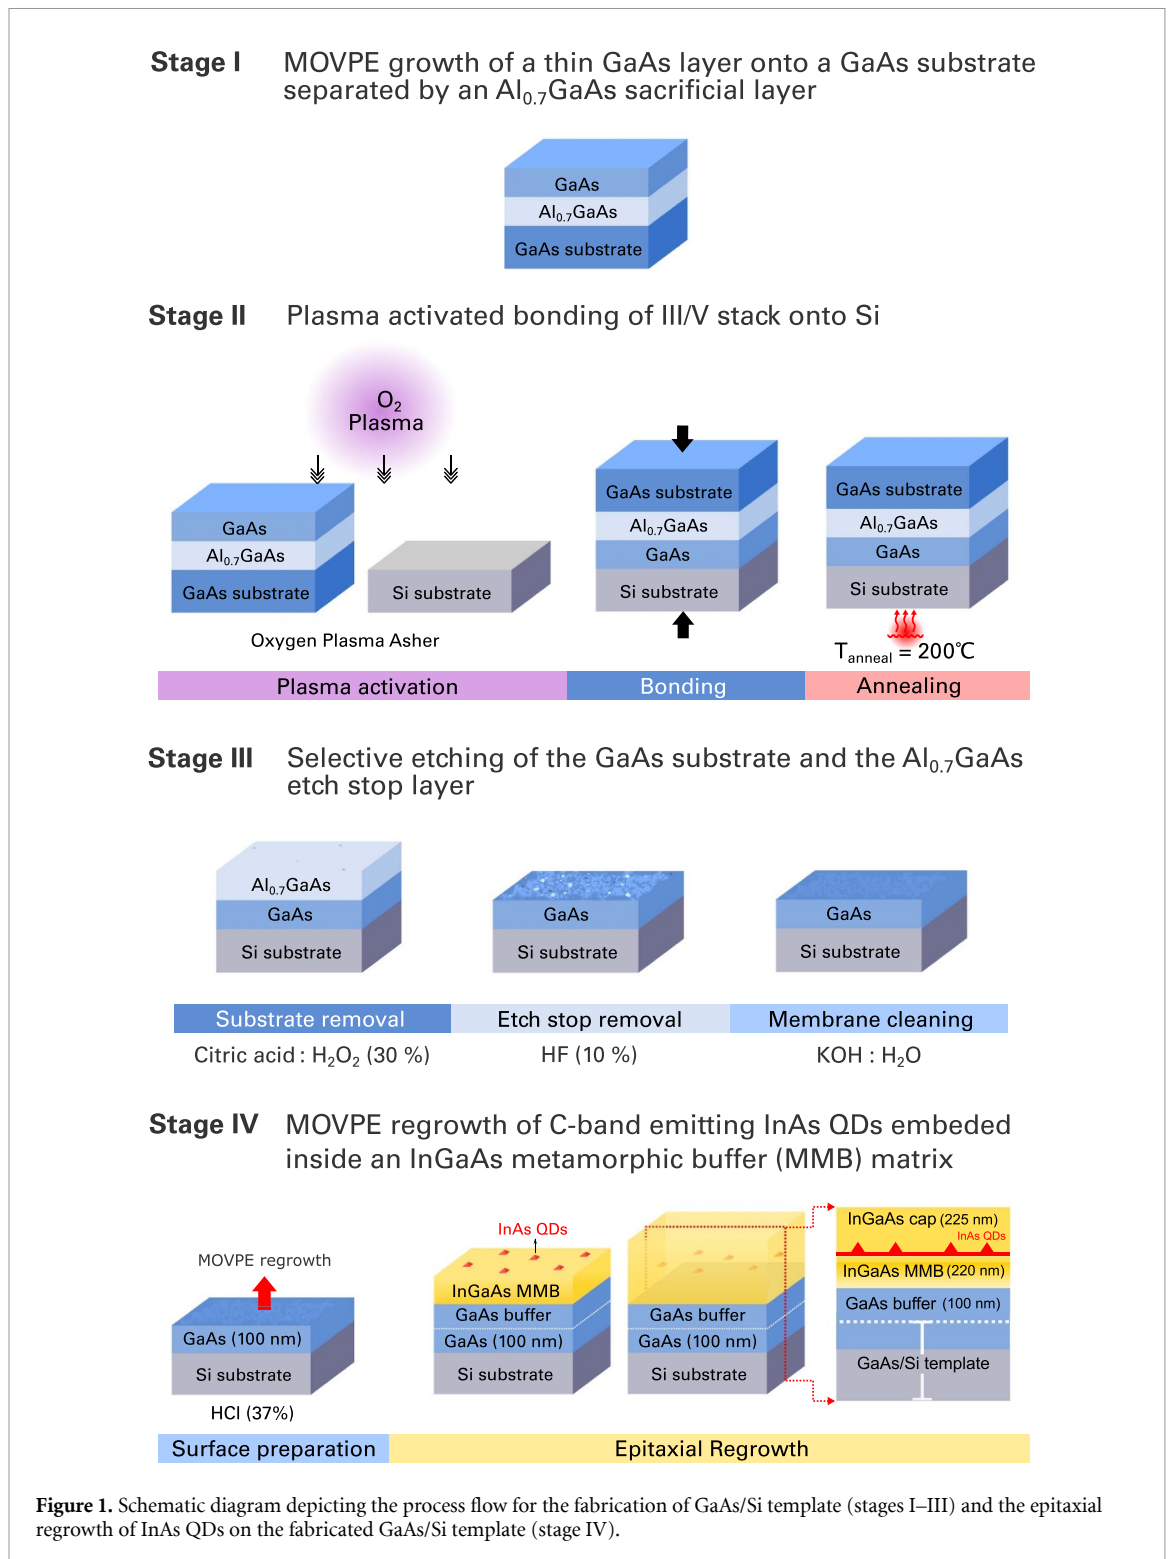 Stage I MOVPE growth of a thin GaAs layer onto a GaAs substrate
separated by an Al0.7GaAs sacrificial layer
GaAs
Al0.7GaAs
GaAs substrate
Stage II Plasma activated bonding of III/V stack onto Si
O2
Plasma
GaAs
Al0.7GaAs
GaAs substrate
Si substrate
Oxygen Plasma Asher
GaAs substrate
Al0.7GaAs
GaAs
Si substrate
GaAs substrate
Al0.7GaAs
GaAs
Si substrate
Tanneal = 200℃
Plasma activation
Bonding
Annealing
Stage III Selective etching of the GaAs substrate and the Al0.7GaAs
etch stop layer
Al0.7GaAs
GaAs
Si substrate
GaAs
Si substrate
GaAs
Si substrate
Substrate removal
Etch stop removal
Membrane cleaning
Citric acid : H2O2 (30 %)
HF (10 %)
KOH : H2O
Stage IV MOVPE regrowth of C-band emitting InAs QDs embeded
inside an InGaAs metamorphic buffer (MMB) matrix
MOVPE regrowth
GaAs (100 nm)
Si substrate
HCl (37%)
InAs QDs
InGaAs MMB
GaAs buffer
GaAs (100 nm)
Si substrate
GaAs buffer
GaAs (100 nm)
Si substrate
InGaAs cap (225 nm)
InAs QDs
InGaAs MMB (220 nm)
GaAs buffer (100 nm)
GaAs/Si template
Surface preparation
Epitaxial Regrowth
Figure 1. Schematic diagram depicting the process flow for the fabrication of GaAs/Si template (stages I–III) and the epitaxial
regrowth of InAs QDs on the fabricated GaAs/Si template (stage IV).